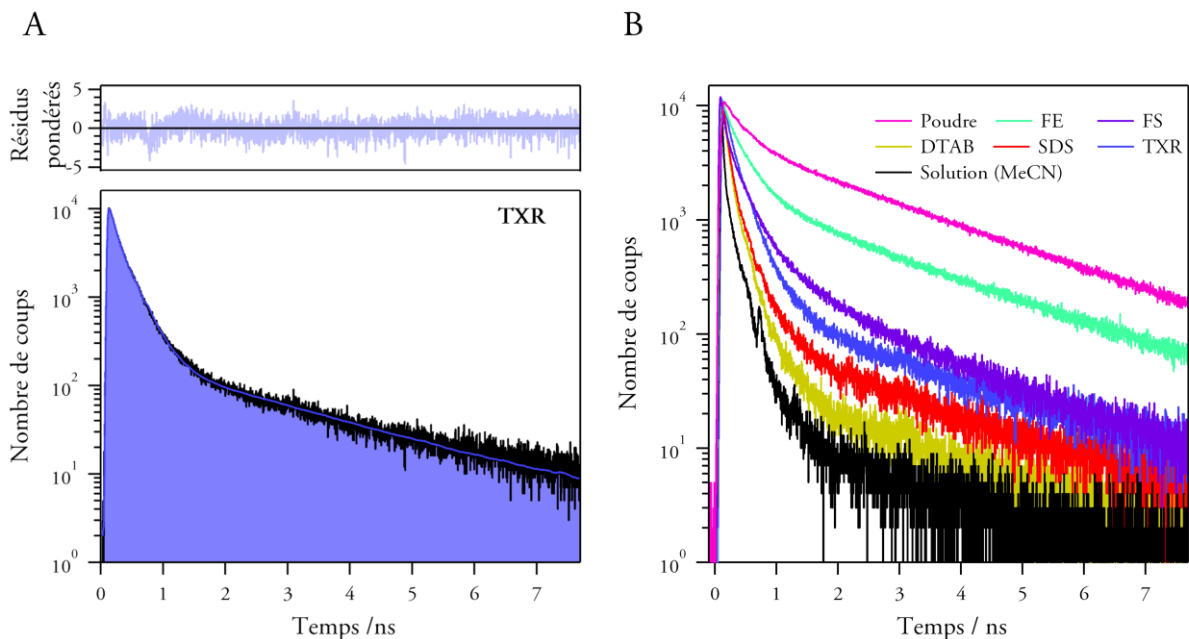 A
B
Résidus
pondérés
5
0
-5
TXR
Nombre de coups
10^4
10^3
10^2
10^1
10^0
0 1 2 3 4 5 6 7
Temps /ns
Poudre FE FS
DTAB SDS TXR
Solution (MeCN)
Nombre de coups
10^4
10^3
10^2
10^1
10^0
0 1 2 3 4 5 6 7
Temps / ns